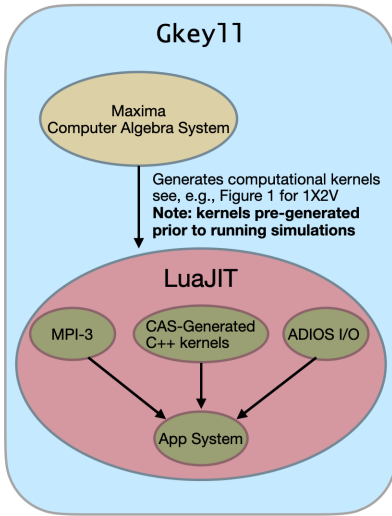 Gkeyll
Maxima
Computer Algebra System
Generates computational kernels
see, e.g., Figure 1 for 1X2V
Note: kernels pre-generated
prior to running simulations
LuaJIT
MPI-3
CAS-Generated
C++ kernels
ADIOS I/O
App System